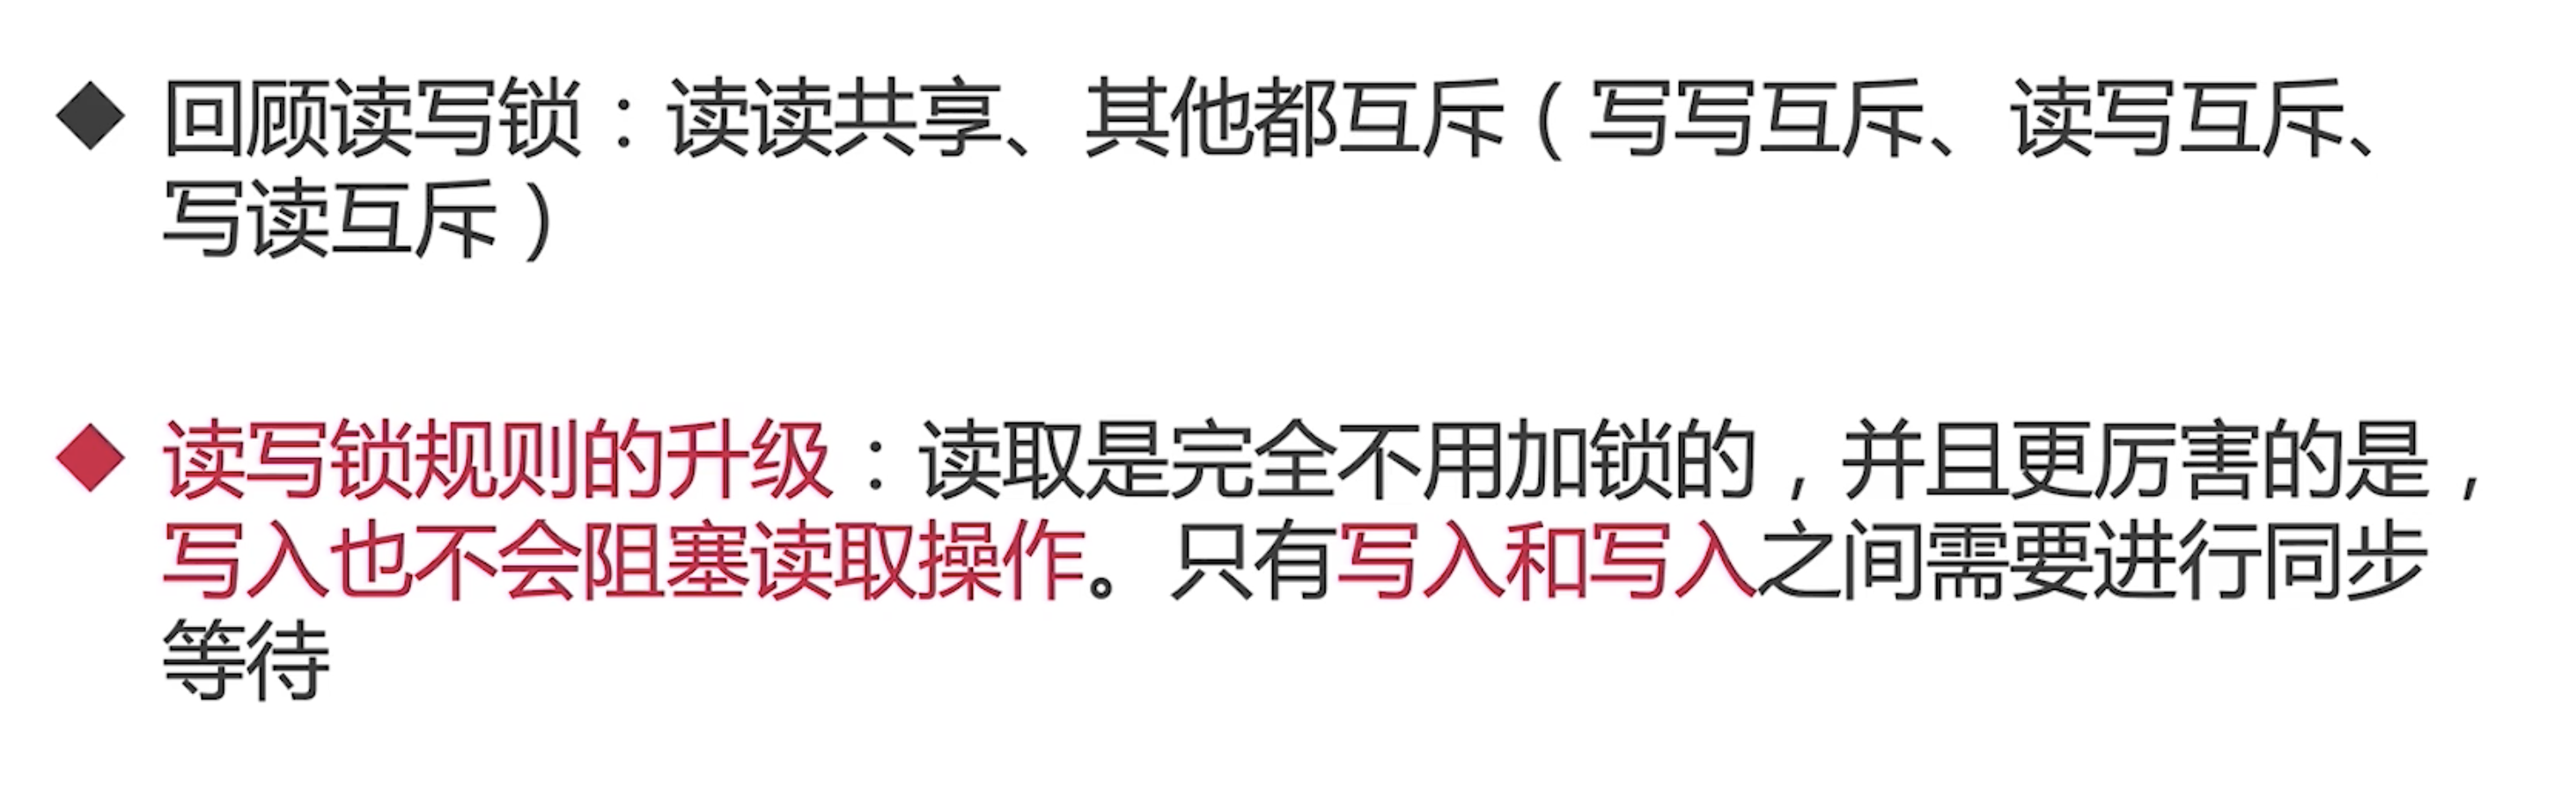 ◆ 回顾读写锁：读读共享、其他都互斥（写写互斥、读写互斥、
写读互斥）
◆ 读写锁规则的升级：读取是完全不用加锁的，并且更厉害的是，
写入也不会阻塞读取操作。只有写入和写入之间需要进行同步
等待